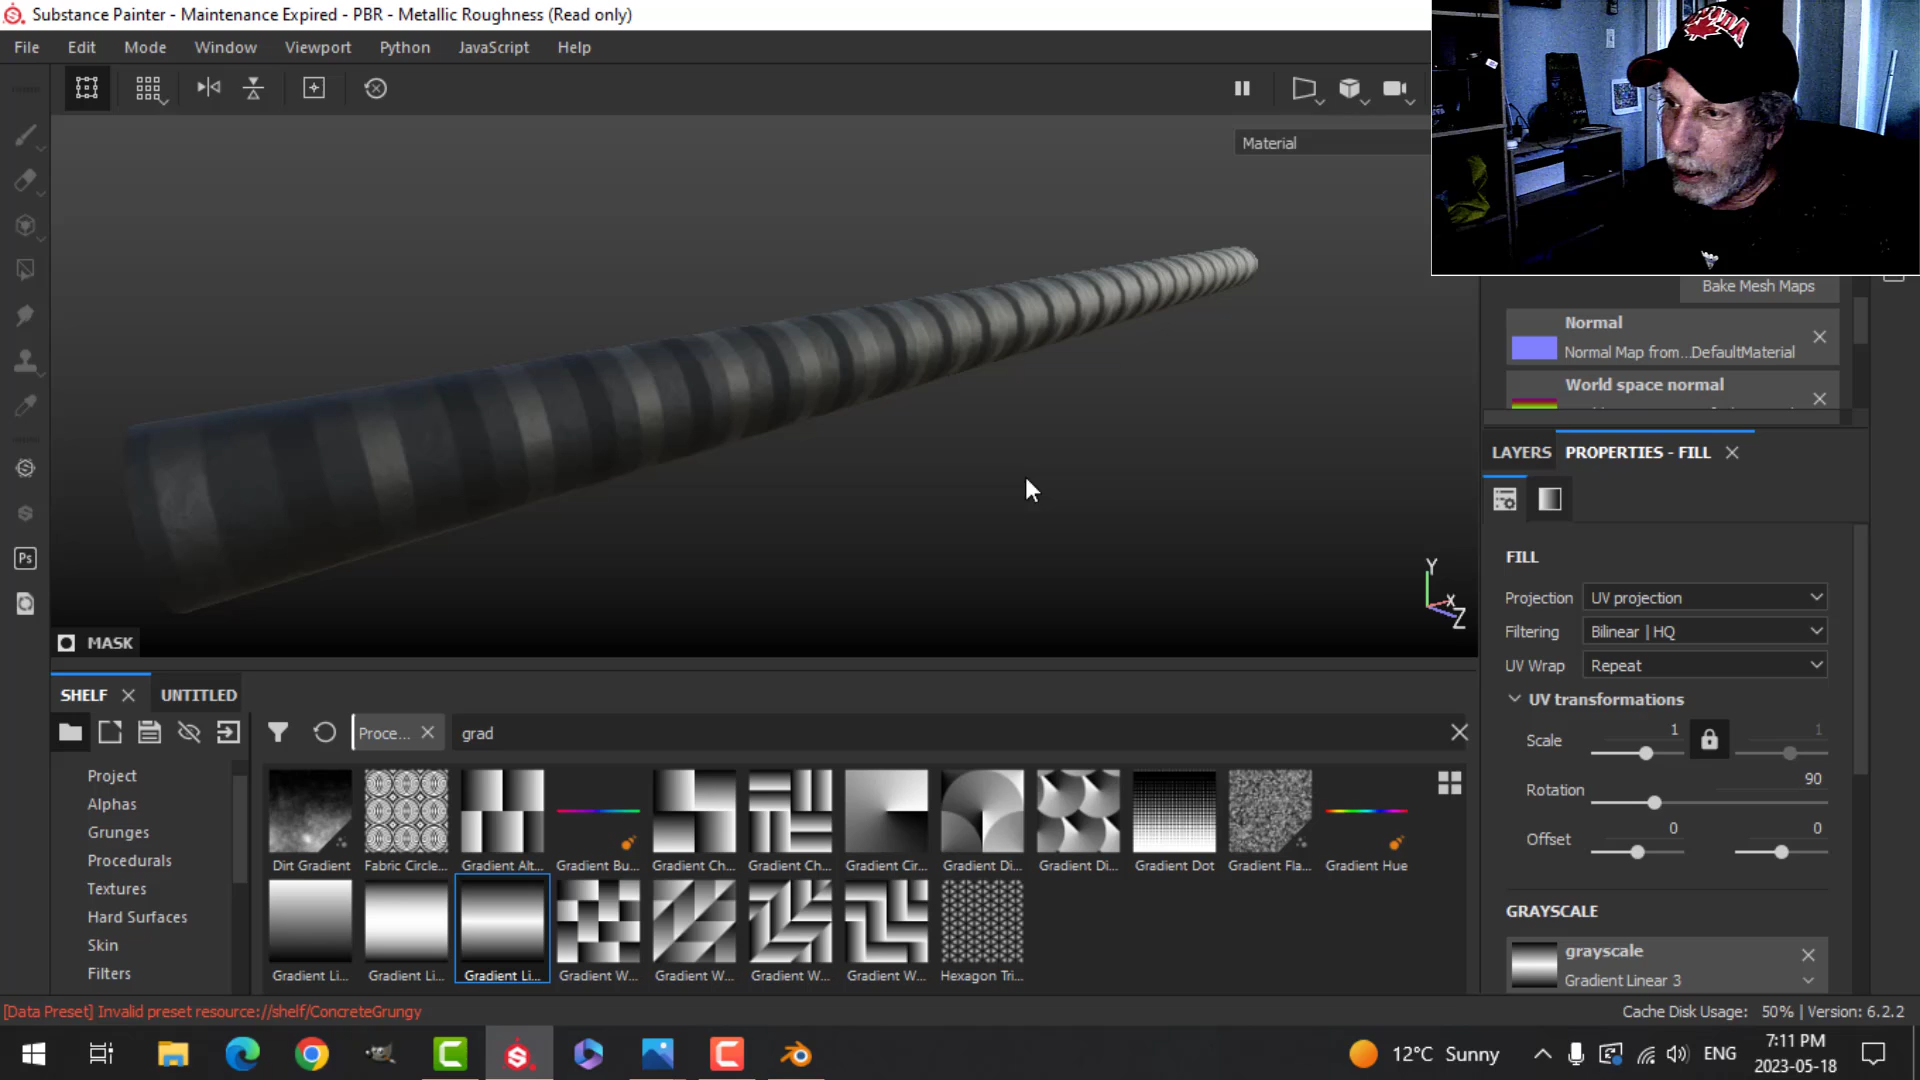 Substance Painter - Maintenance Expired - PBR - Metallic Roughness (Read only)
File Edit Mode Window Viewport Python JavaScript Help
Material
Bake Mesh Maps
Normal
Normal Map from...DefaultMaterial
World space normal
LAYERS PROPERTIES - FILL
FILL
Projection UV projection
Filtering Bilinear | HQ
UV Wrap Repeat
UV transformations
Scale 1 1
Rotation 90
Offset 0 0
GRAYSCALE
grayscale
Gradient Linear 3
Y
X
Z
MASK
Ps
SHELF UNTITLED
Proce... grad
Project
Alphas
Grunges
Procedurals
Textures
Hard Surfaces
Skin
Filters
Dirt Gradient Fabric Circle... Gradient Alt... Gradient Bu... Gradient Ch... Gradient Ch... Gradient Cir... Gradient Di... Gradient Di... Gradient Dot Gradient Fla... Gradient Hue
Gradient Li... Gradient Li... Gradient Li... Gradient W... Gradient W... Gradient W... Gradient W... Hexagon Tri...
[Data Preset] Invalid preset resource://shelf/ConcreteGrungy
Cache Disk Usage: 50% | Version: 6.2.2
12°C Sunny
ENG
7:11 PM
2023-05-18